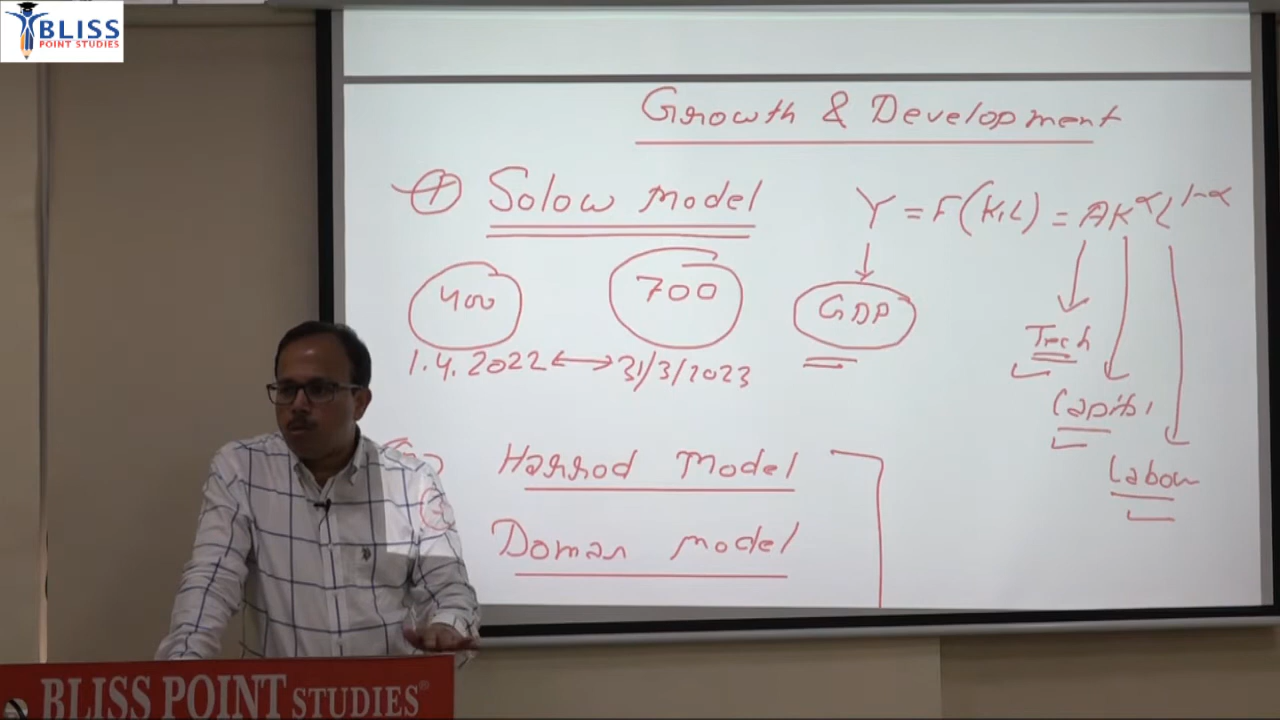 BLISS
POINT STUDIES
Growth & Development
① Solow Model
Y = F(K,L) = AK^α L^1-α
400
700
GDP
Tech
1.4.2022 ↔ 31/3/2023
Capital
Labour
Harrod Model
③
Domar Model
BLISS POINT STUDIES®